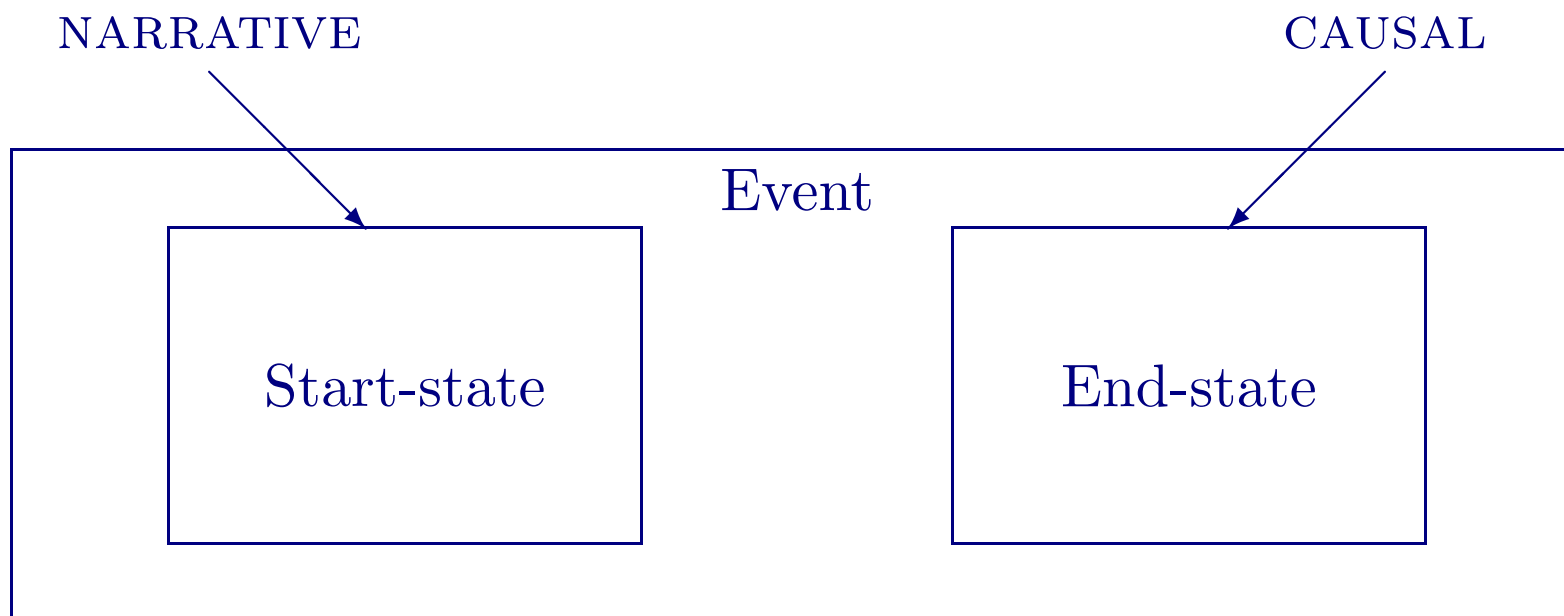 NARRATIVE
CAUSAL
Event
Start-state
End-state